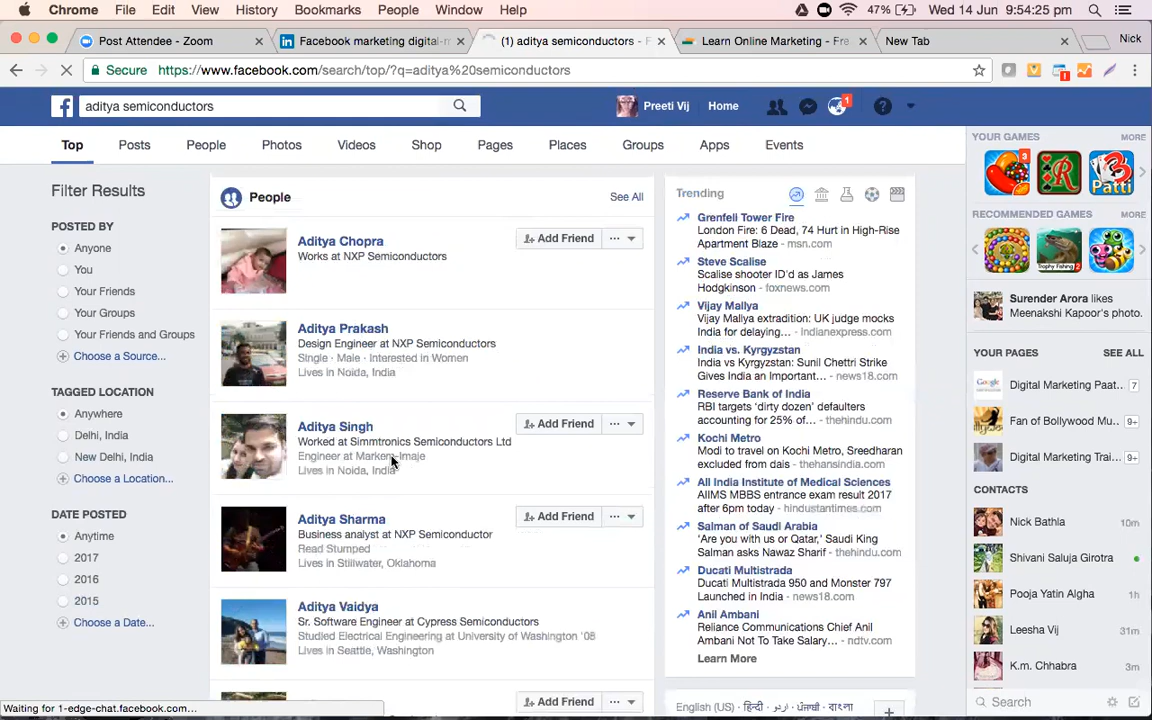 Chrome File Edit View History Bookmarks People Window Help
47% Wed 14 Jun 9:54:25 pm
Post Attendee - Zoom
Facebook marketing digital-m
(1) aditya semiconductors - F
Learn Online Marketing - Fre
New Tab
Nick
Secure https://www.facebook.com/search/top/?q=aditya%20semiconductors
aditya semiconductors
Preeti Vij Home 1
Top Posts People Photos Videos Shop Pages Places Groups Apps Events
Filter Results
POSTED BY
Anyone
You
Your Friends
Your Groups
Your Friends and Groups
Choose a Source...
TAGGED LOCATION
Anywhere
Delhi, India
New Delhi, India
Choose a Location...
DATE POSTED
Anytime
2017
2016
2015
Choose a Date...
People See All
Aditya Chopra
Works at NXP Semiconductors
Add Friend
Aditya Prakash
Design Engineer at NXP Semiconductors
Single · Male · Interested in Women
Lives in Noida, India
Aditya Singh
Worked at Simmtronics Semiconductors Ltd
Engineer at Markem-Imaje
Lives in Noida, India
Add Friend
Aditya Sharma
Business analyst at NXP Semiconductor
Read Stumped
Lives in Stillwater, Oklahoma
Add Friend
Aditya Vaidya
Sr. Software Engineer at Cypress Semiconductors
Studied Electrical Engineering at University of Washington '08
Lives in Seattle, Washington
Add Friend
Trending
Grenfell Tower Fire
London Fire: 6 Dead, 74 Hurt in High-Rise
Apartment Blaze - msn.com
Steve Scalise
Scalise shooter ID'd as James
Hodgkinson - foxnews.com
Vijay Mallya
Vijay Mallya extradition: UK judge mocks
India for delaying... - indianexpress.com
India vs. Kyrgyzstan
India vs Kyrgyzstan: Sunil Chettri Strike
Gives India an Important... - news18.com
Reserve Bank of India
RBI targets 'dirty dozen' defaulters
accounting for 25% of... - hindustantimes.com
Kochi Metro
Modi to travel on Kochi Metro, Sreedharan
excluded from dais - thehansindia.com
All India Institute of Medical Sciences
AIIMS MBBS entrance exam result 2017
after 6pm today - hindustantimes.com
Salman of Saudi Arabia
'Are you with us or Qatar,' Saudi King
Salman asks Nawaz Sharif - thehindu.com
Ducati Multistrada
Ducati Multistrada 950 and Monster 797
Launched in India - news18.com
Anil Ambani
Reliance Communications Chief Anil
Ambani Not To Take Salary... - ndtv.com
Learn More
English (US) · हिन्दी · اردو · ਪੰਜਾਬੀ · বাংলা
YOUR GAMES MORE
3
Patti
RECOMMENDED GAMES MORE
Surender Arora likes
Meenakshi Kapoor's photo.
YOUR PAGES SEE ALL
Google
Digital Marketing Paat.. 7
Fan of Bollywood Mu.. 9+
Digital Marketing Trai... 9+
CONTACTS
Nick Bathla 10m
Shivani Saluja Girotra
Pooja Yatin Algha 1h
Leesha Vij 31m
K.m. Chhabra 3m
Search
Waiting for 1-edge-chat.facebook.com...